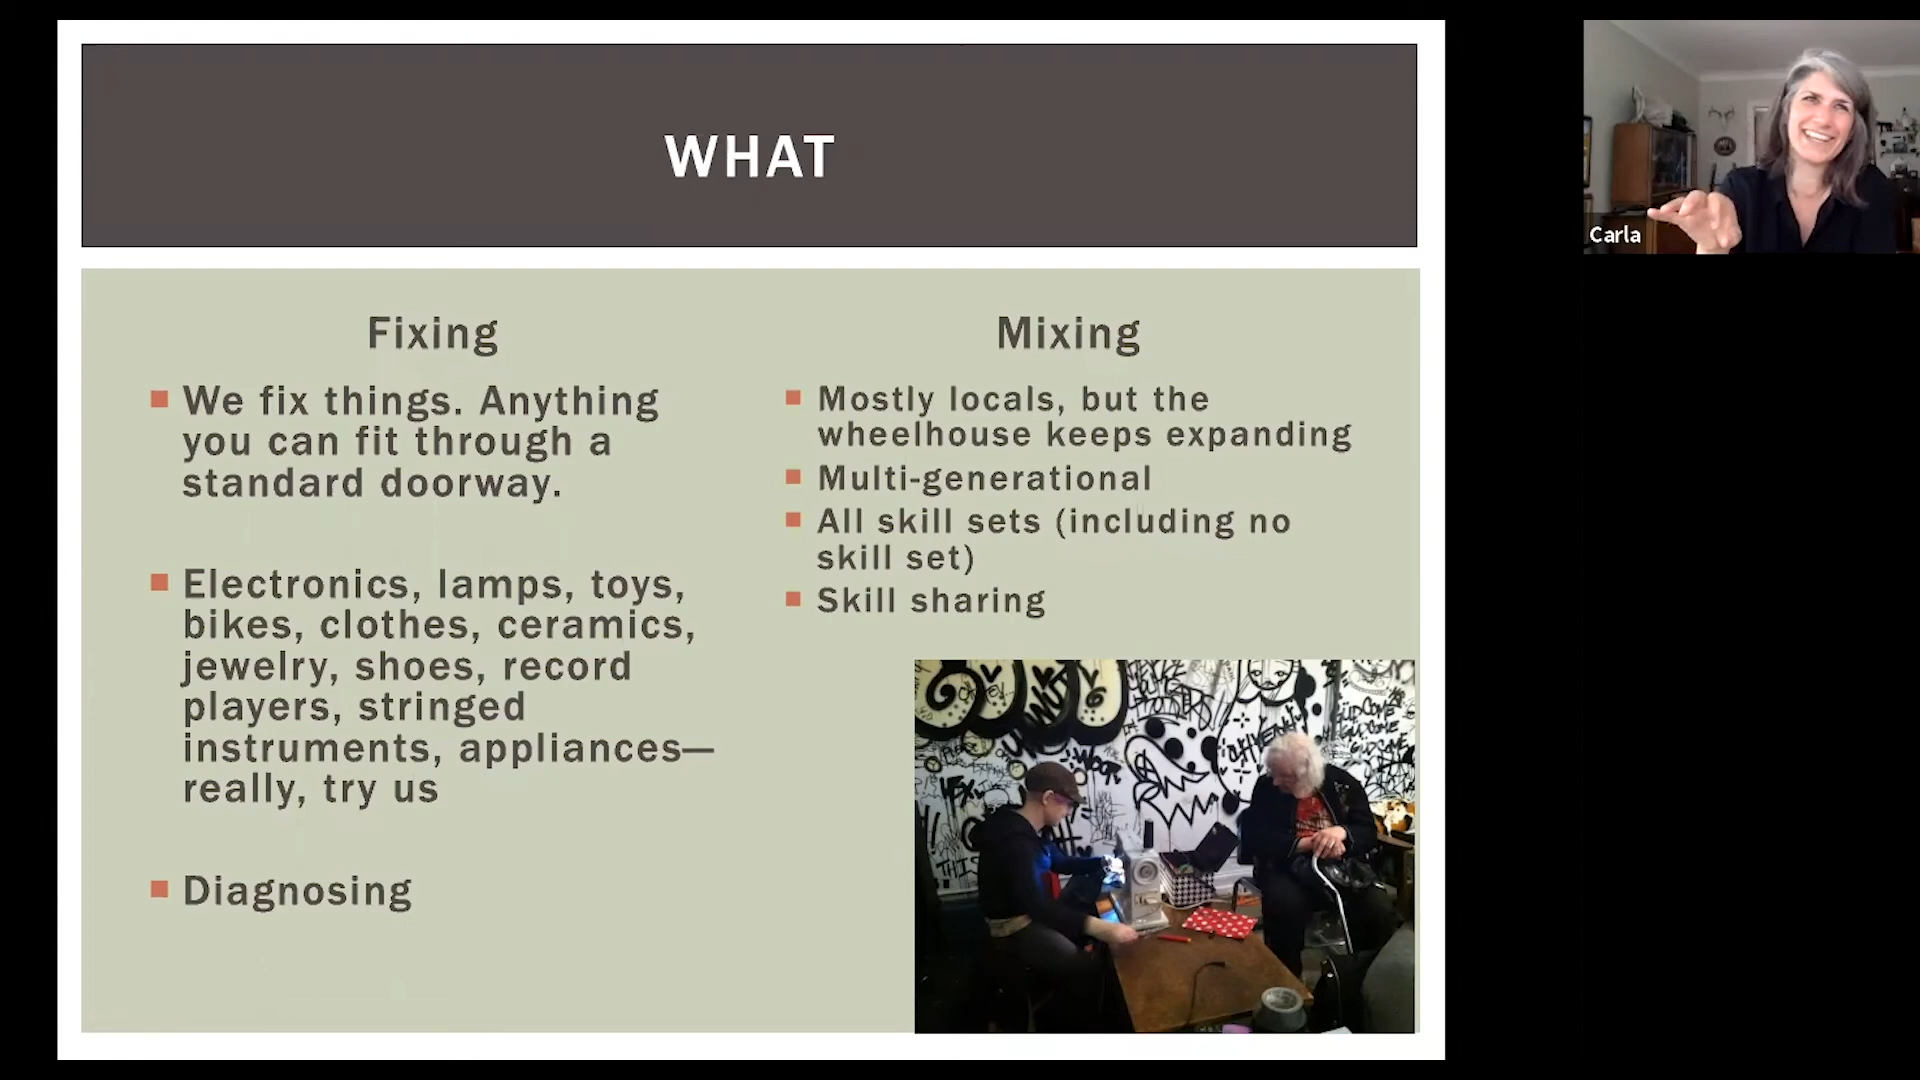 WHAT
Fixing
We fix things. Anything
you can fit through a
standard doorway.
Electronics, lamps, toys,
bikes, clothes, ceramics,
jewelry, shoes, record
players, stringed
instruments, appliances—
really, try us
Diagnosing
Mixing
Mostly locals, but the
wheelhouse keeps expanding
Multi-generational
All skill sets (including no
skill set)
Skill sharing
Carla